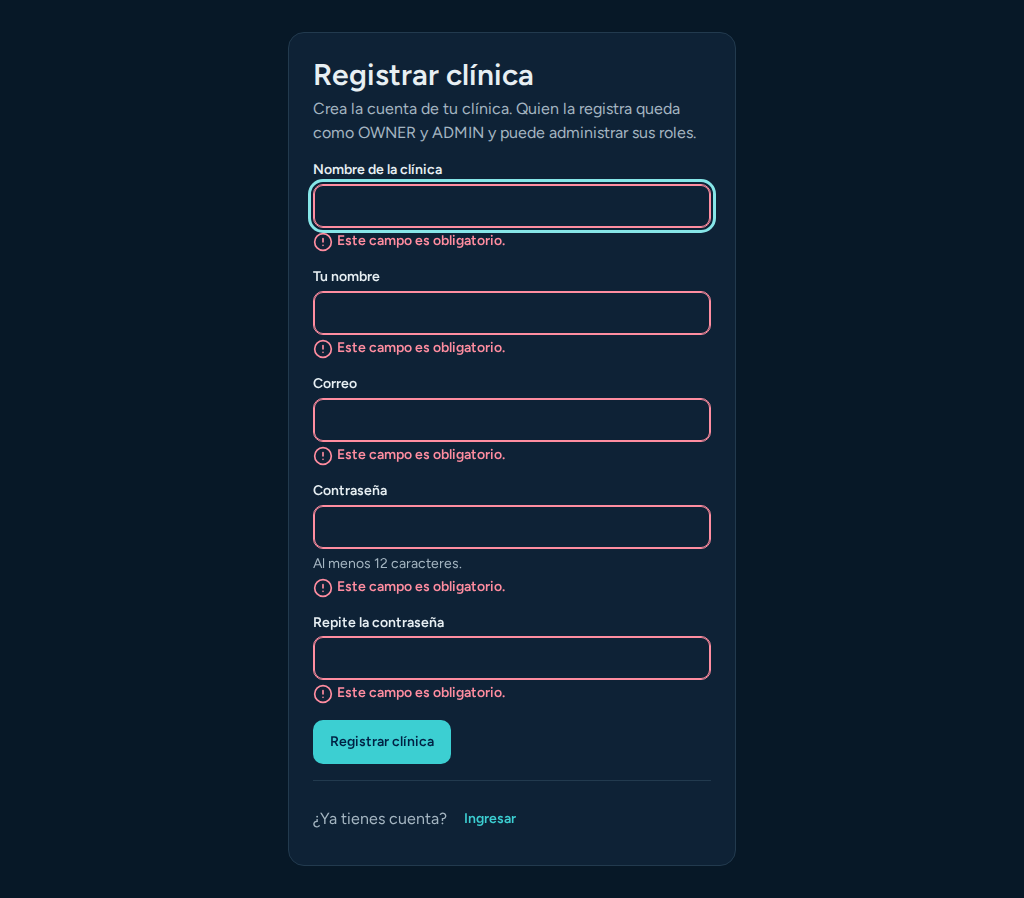 Registrar clínica
Crea la cuenta de tu clínica. Quien la registra queda
como OWNER y ADMIN y puede administrar sus roles.
Nombre de la clínica
Este campo es obligatorio.
Tu nombre
Este campo es obligatorio.
Correo
Este campo es obligatorio.
Contraseña
Al menos 12 caracteres.
Este campo es obligatorio.
Repite la contraseña
Este campo es obligatorio.
Registrar clínica
¿Ya tienes cuenta? Ingresar